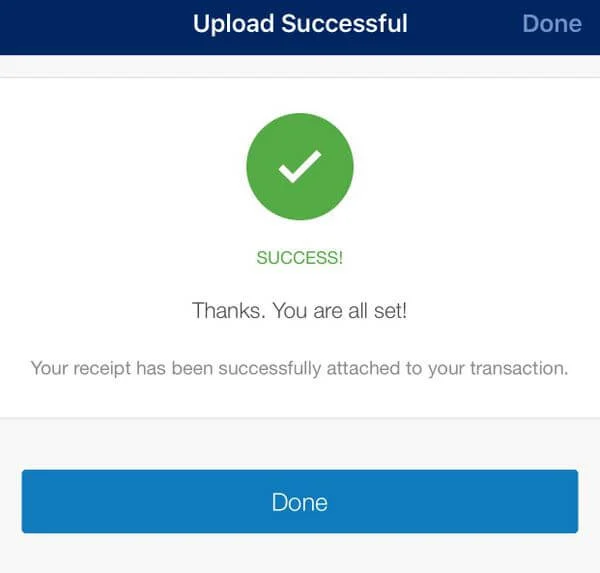 Upload Successful Done
SUCCESS!
Thanks. You are all set!
Your receipt has been successfully attached to your transaction.
Done